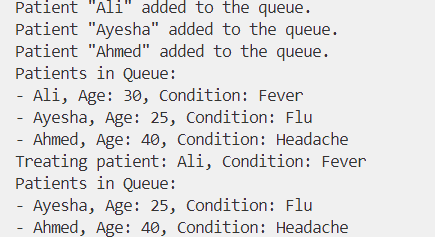 Patient "Ali" added to the queue.
Patient "Ayesha" added to the queue.
Patient "Ahmed" added to the queue.
Patients in Queue:
- Ali, Age: 30, Condition: Fever
- Ayesha, Age: 25, Condition: Flu
- Ahmed, Age: 40, Condition: Headache
Treating patient: Ali, Condition: Fever
Patients in Queue:
- Ayesha, Age: 25, Condition: Flu
- Ahmed, Age: 40, Condition: Headache